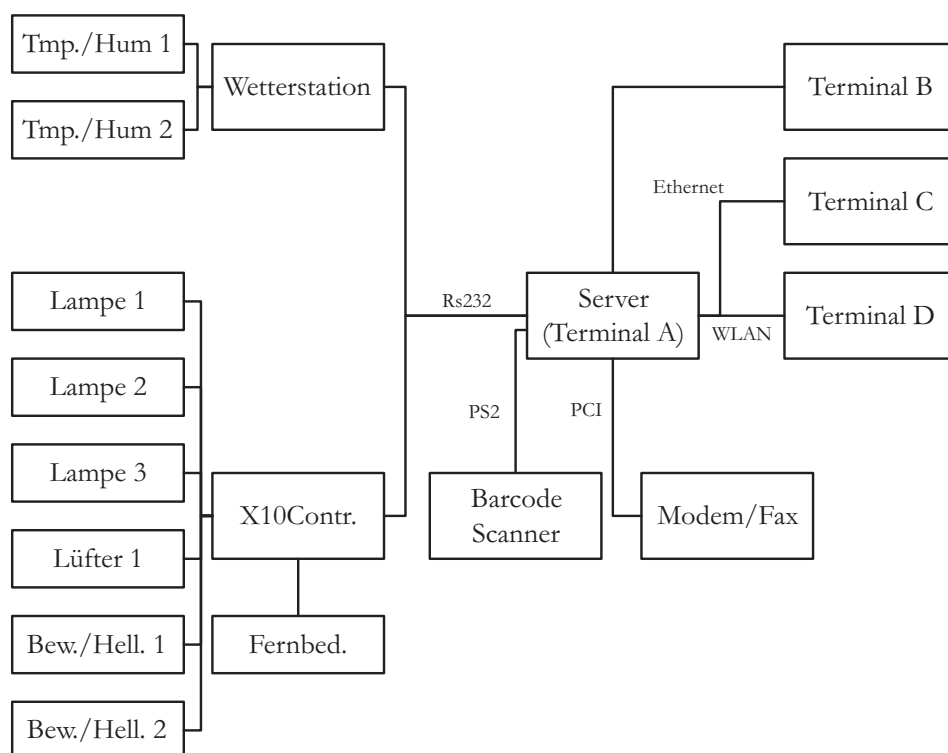 Tmp./Hum 1
Wetterstation
Tmp./Hum 2
Terminal B
Ethernet
Terminal C
Lampe 1
Rs232
Server
(Terminal A)
WLAN
Terminal D
Lampe 2
PS2
PCI
Lampe 3
X10Contr.
Barcode
Scanner
Modem/Fax
Lüfter 1
Bew./Hell. 1
Fernbed.
Bew./Hell. 2